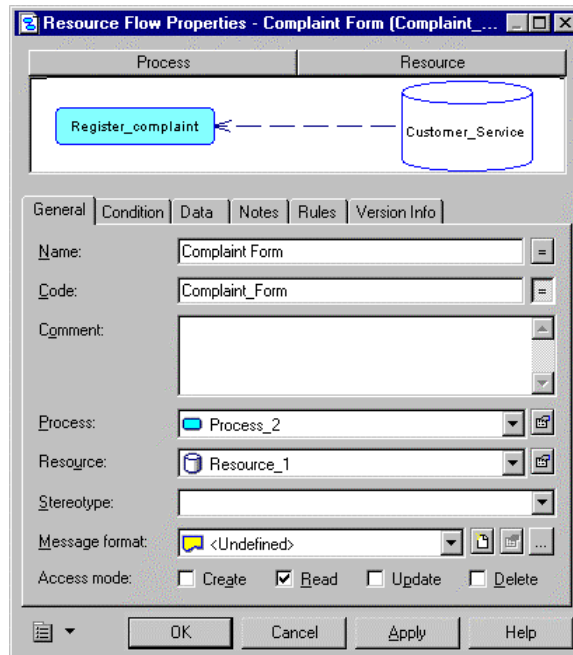 Resource Flow Properties - Complaint Form (Complaint_...
Process Resource
Register_complaint
Customer_Service
General Condition Data Notes Rules Version Info
Name: Complaint Form =
Code: Complaint_Form =
Comment:
Process: Process_2
Resource: Resource_1
Stereotype:
Message format: <Undefined> ...
Access mode: Create Read Update Delete
OK Cancel Apply Help